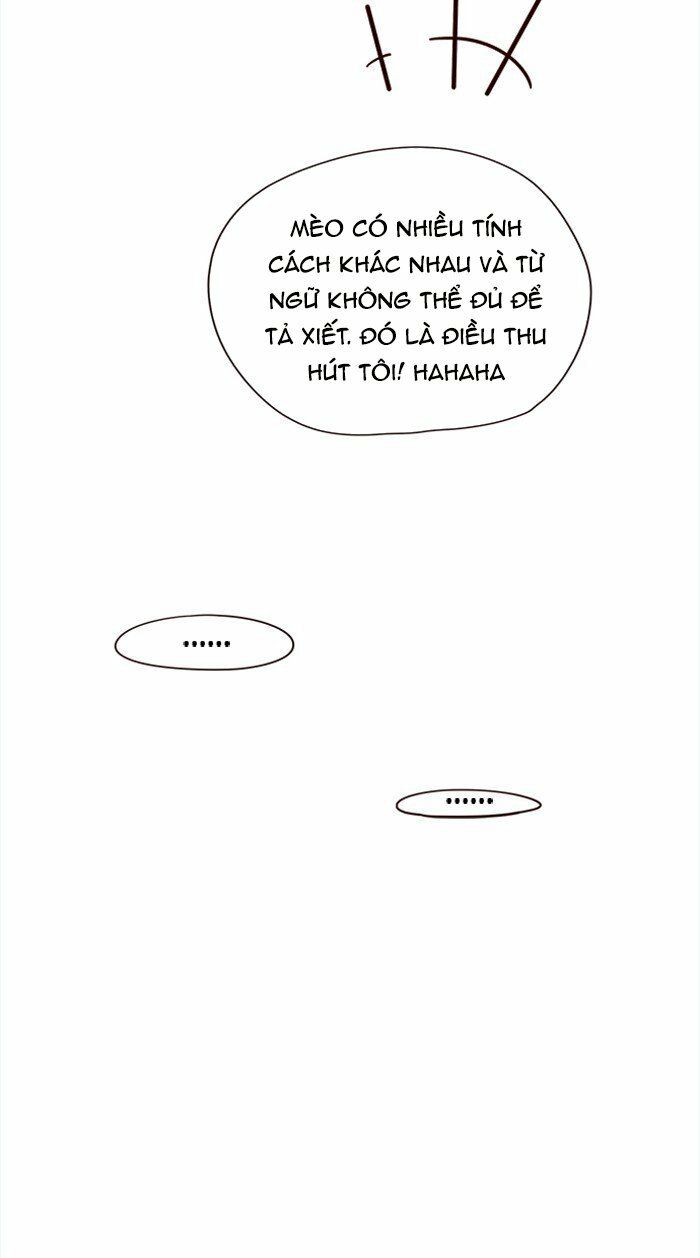 MÈO CÓ NHIỀU TÍNH
CÁCH KHÁC NHAU VÀ TỪ
NGỮ KHÔNG THỂ ĐỦ ĐỂ
TẢ XIẾT. ĐÓ LÀ ĐIỀU THU
HÚT TÔI! HAHAHA
......
......